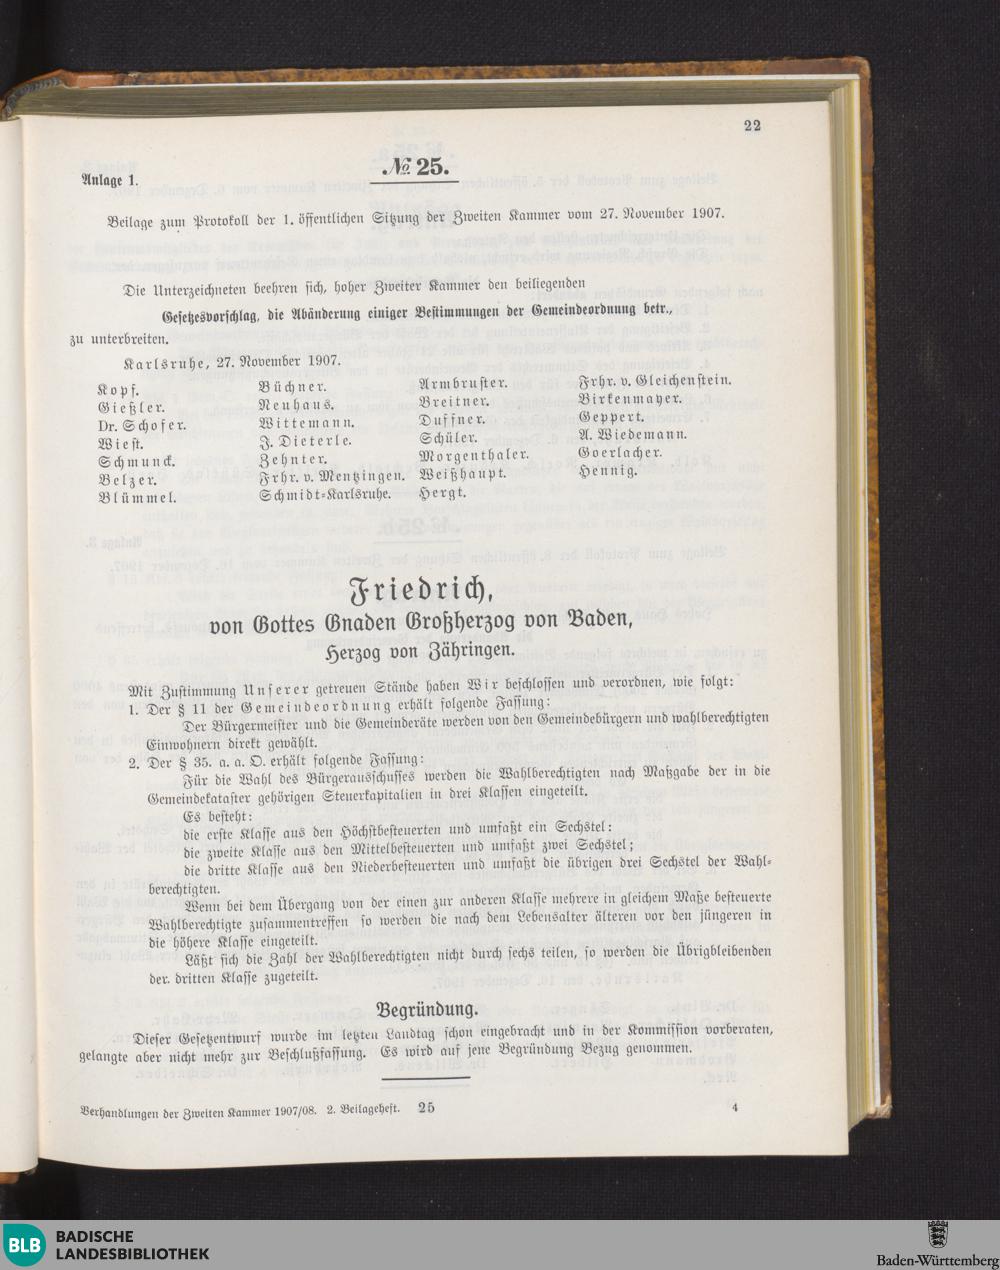 22
Anlage 1.
№ 25.
Beilage zum Protokoll der 1. öffentlichen Sitzung der Zweiten Kammer vom 27. November 1907.
Die Unterzeichneten beehren sich, hoher Zweiter Kammer den beiliegenden
Gesetzesvorschlag, die Abänderung einiger Bestimmungen der Gemeindeordnung betr.,
zu unterbreiten.
Karlsruhe, 27. November 1907.
Kopf.
Gießler.
Dr. Schofer.
Wiest.
Schmunck.
Belzer.
Blümmel.
Büchner.
Neuhaus.
Wittemann.
J. Dieterle.
Zehnter.
Frhr. v. Mentzingen.
Schmidt-Karlsruhe.
Armbruster.
Breitner.
Duffner.
Schüler.
Morgenthaler.
Weißhaupt.
Hergt.
Frhr. v. Gleichenstein.
Birkenmayer.
Geppert.
A. Wiedemann.
Goerlacher.
Hennig.
Friedrich,
von Gottes Gnaden Großherzog von Baden,
Herzog von Zähringen.
Mit Zustimmung Unserer getreuen Stände haben Wir beschlossen und verordnen, wie folgt:
1. Der § 11 der Gemeindeordnung erhält folgende Fassung:
Der Bürgermeister und die Gemeinderäte werden von den Gemeindebürgern und wahlberechtigten
Einwohnern direkt gewählt.
2. Der § 35. a. a. O. erhält folgende Fassung:
Für die Wahl des Bürgerausschusses werden die Wahlberechtigten nach Maßgabe der in die
Gemeindekataster gehörigen Steuerkapitalien in drei Klassen eingeteilt.
Es besteht:
die erste Klasse aus den Höchstbesteuerten und umfaßt ein Sechstel:
die zweite Klasse aus den Mittelbesteuerten und umfaßt zwei Sechstel;
die dritte Klasse aus den Niederbesteuerten und umfaßt die übrigen drei Sechstel der Wahl-
berechtigten.
Wenn bei dem Übergang von der einen zur anderen Klasse mehrere in gleichem Maße besteuerte
Wahlberechtigte zusammentreffen so werden die nach dem Lebensalter älteren vor den jüngeren in
die höhere Klasse eingeteilt.
Läßt sich die Zahl der Wahlberechtigten nicht durch sechs teilen, so werden die Übrigbleibenden
der dritten Klasse zugeteilt.
Begründung.
Dieser Gesetzentwurf wurde im letzten Landtag schon eingebracht und in der Kommission vorberaten,
gelangte aber nicht mehr zur Beschlußfassung. Es wird auf jene Begründung Bezug genommen.
Verhandlungen der Zweiten Kammer 1907/08. 2. Beilageheft. 25
4
BLB BADISCHE
LANDESBIBLIOTHEK
Baden-Württemberg